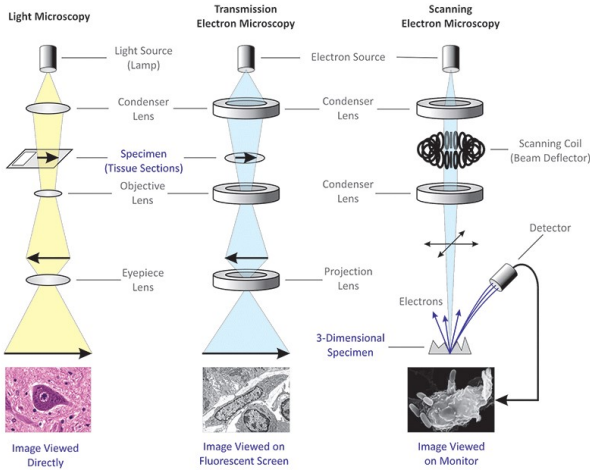 Light Microscopy
Transmission
Electron Microscopy
Scanning
Electron Microscopy
Light Source
(Lamp)
Electron Source
Condenser
Lens
Condenser
Lens
Specimen
(Tissue Sections)
Scanning Coil
(Beam Deflector)
Objective
Lens
Condenser
Lens
Detector
Eyepiece
Lens
Projection
Lens
Electrons
3-Dimensional
Specimen
Image Viewed
Directly
Image Viewed on
Fluorescent Screen
Image Viewed
on Monitor